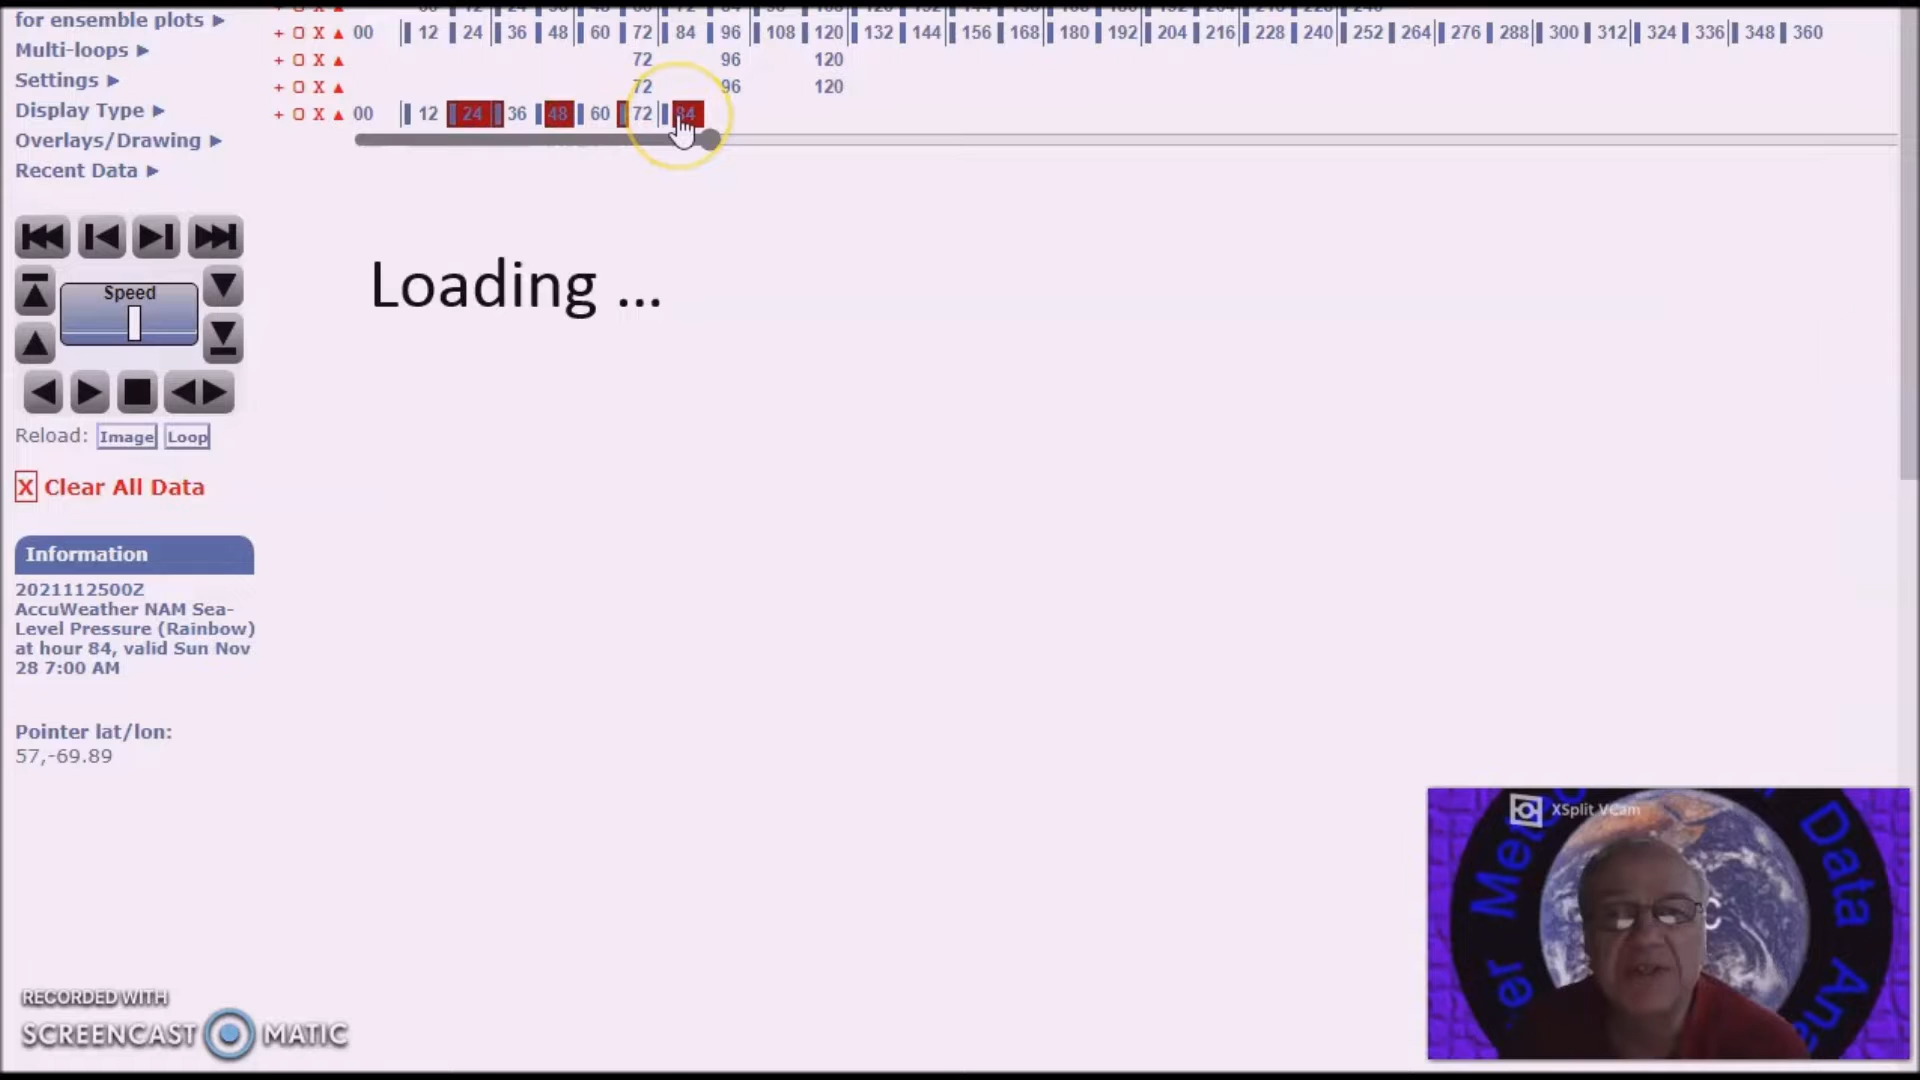 for ensemble plots ►
+ O X ▲ 00 12 24 36 48 60 72 84 96 108 120 132 144 156 168 180 192 204 216 228 240 252 264 276 288 300 312 324 336 348 360
Multi-loops ►
+ O X ▲ 72 96 120
Settings ►
+ O X ▲ 72 96 120
Display Type ►
+ O X ▲ 00 12 24 36 48 60 72 84
Overlays/Drawing ►
Recent Data ►
Loading ...
Speed
Reload: Image Loop
X Clear All Data
Information
2021112500Z
AccuWeather NAM Sea-
Level Pressure (Rainbow)
at hour 84, valid Sun Nov
28 7:00 AM
Pointer lat/lon:
57,-69.89
XSplit VCam
Data
RECORDED WITH
SCREENCAST MATIC